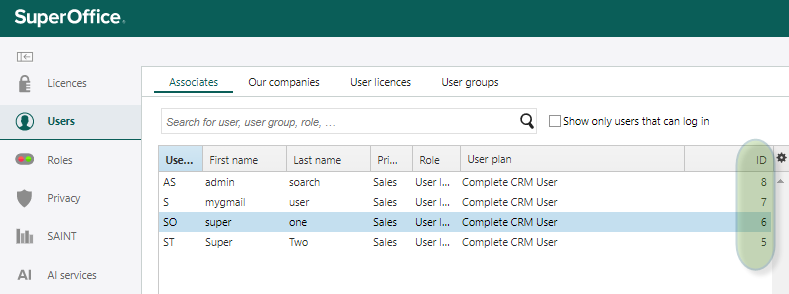 SuperOffice.
Licences
Users
Roles
Privacy
SAINT
AI AI services
Associates Our companies User licences User groups
Search for user, user group, role, ...
Show only users that can log in
Use... First name Last name Pri... Role User plan ID
AS admin soarch Sales User l... Complete CRM User 8
S mygmail user Sales User l... Complete CRM User 7
SO super one Sales User l... Complete CRM User 6
ST Super Two Sales User l... Complete CRM User 5